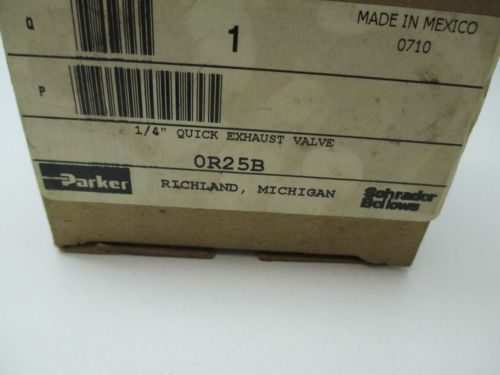 Q
1
MADE IN MEXICO
0710
P
1/4" QUICK EXHAUST VALVE
0R25B
Parker
RICHLAND, MICHIGAN
Schrader
Bellows